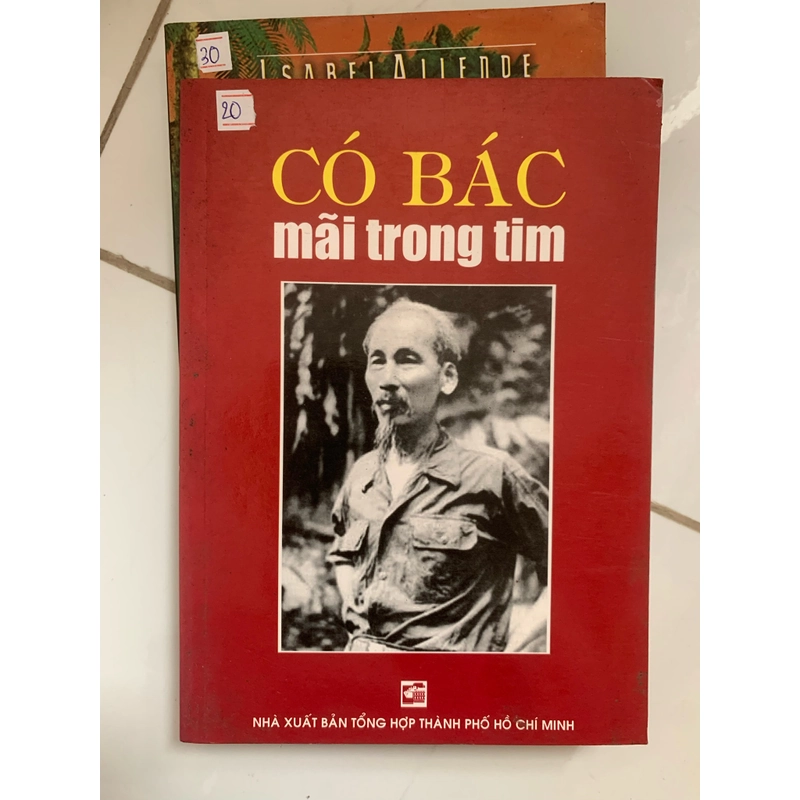 30
ISABEL ALLENDE
20
CÓ BÁC
mãi trong tim
NHÀ XUẤT BẢN TỔNG HỢP THÀNH PHỐ HỒ CHÍ MINH